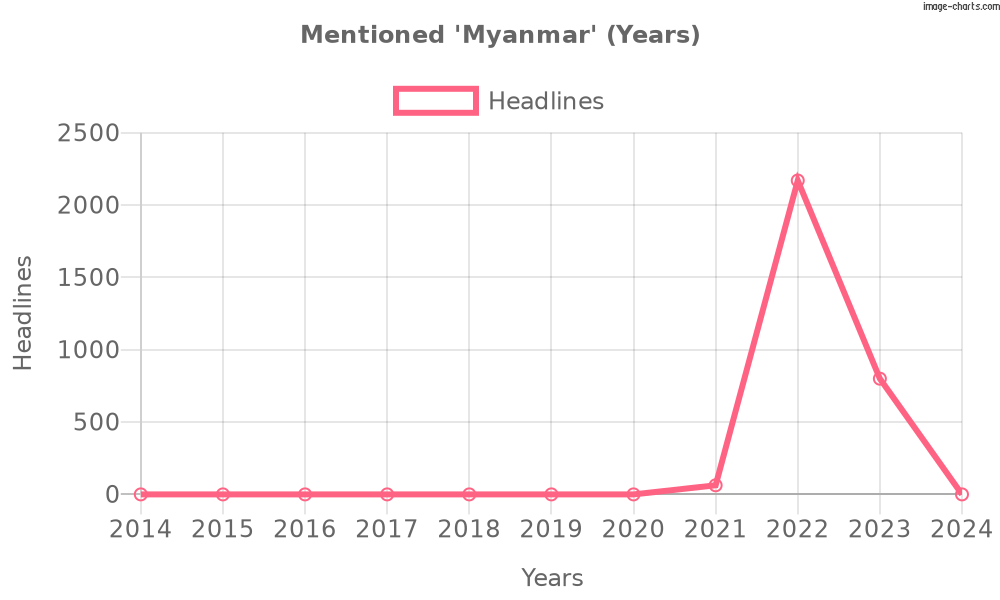 image-charts.com
Mentioned 'Myanmar' (Years)
Headlines
2500
2000
1500
1000
500
0
Headlines
2014 2015 2016 2017 2018 2019 2020 2021 2022 2023 2024
Years